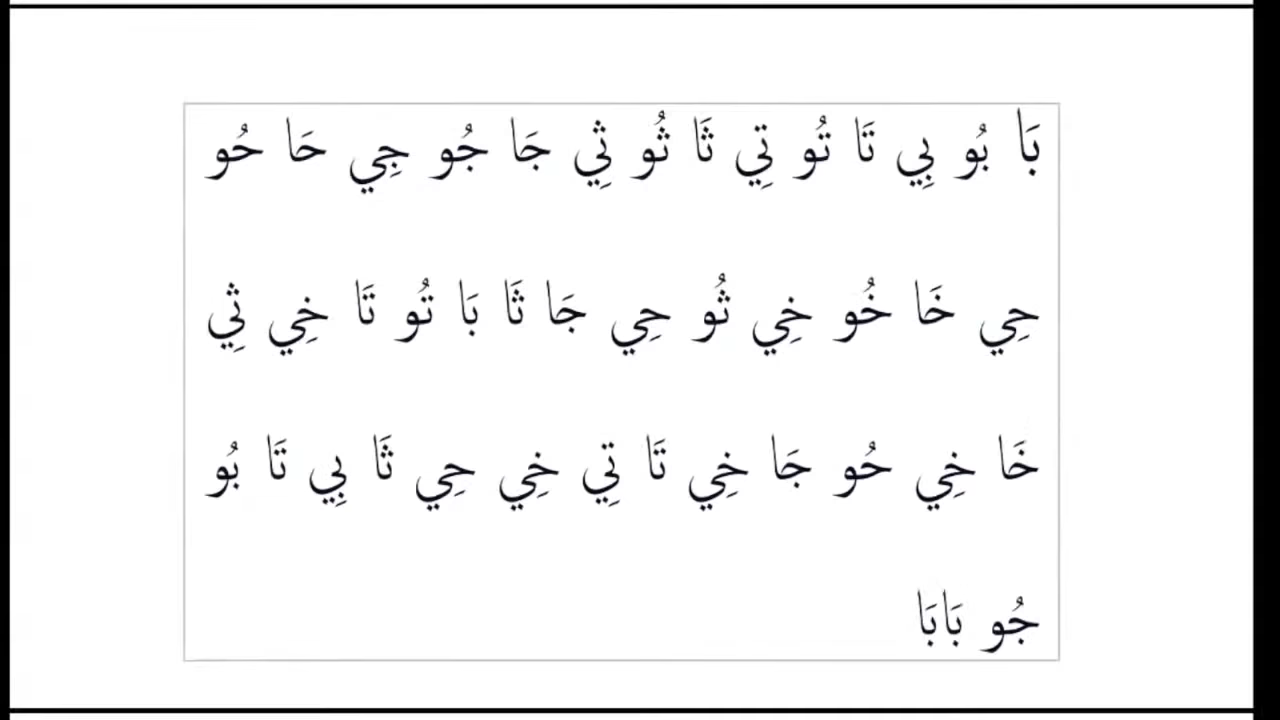 بَا بُو بِي تَا تُو تِي ثَا ثُو ثِي جَا جُو جِي حَا حُو
حِي خَا خُو خِي ثُو حِي جَا ثَا بَا تُو تَا خِي ثِي
خَا خِي حُو جَا خِي تَا تِي خِي حِي ثَا بِي تَا بُو
جُو بَابَا